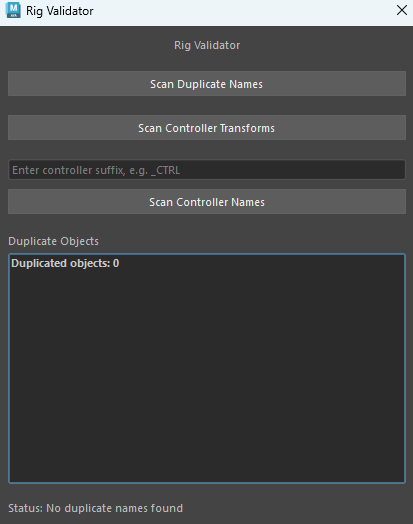 M
Rig Validator
Rig Validator
Scan Duplicate Names
Scan Controller Transforms
Enter controller suffix, e.g. _CTRL
Scan Controller Names
Duplicate Objects
Duplicated objects: 0
Status: No duplicate names found